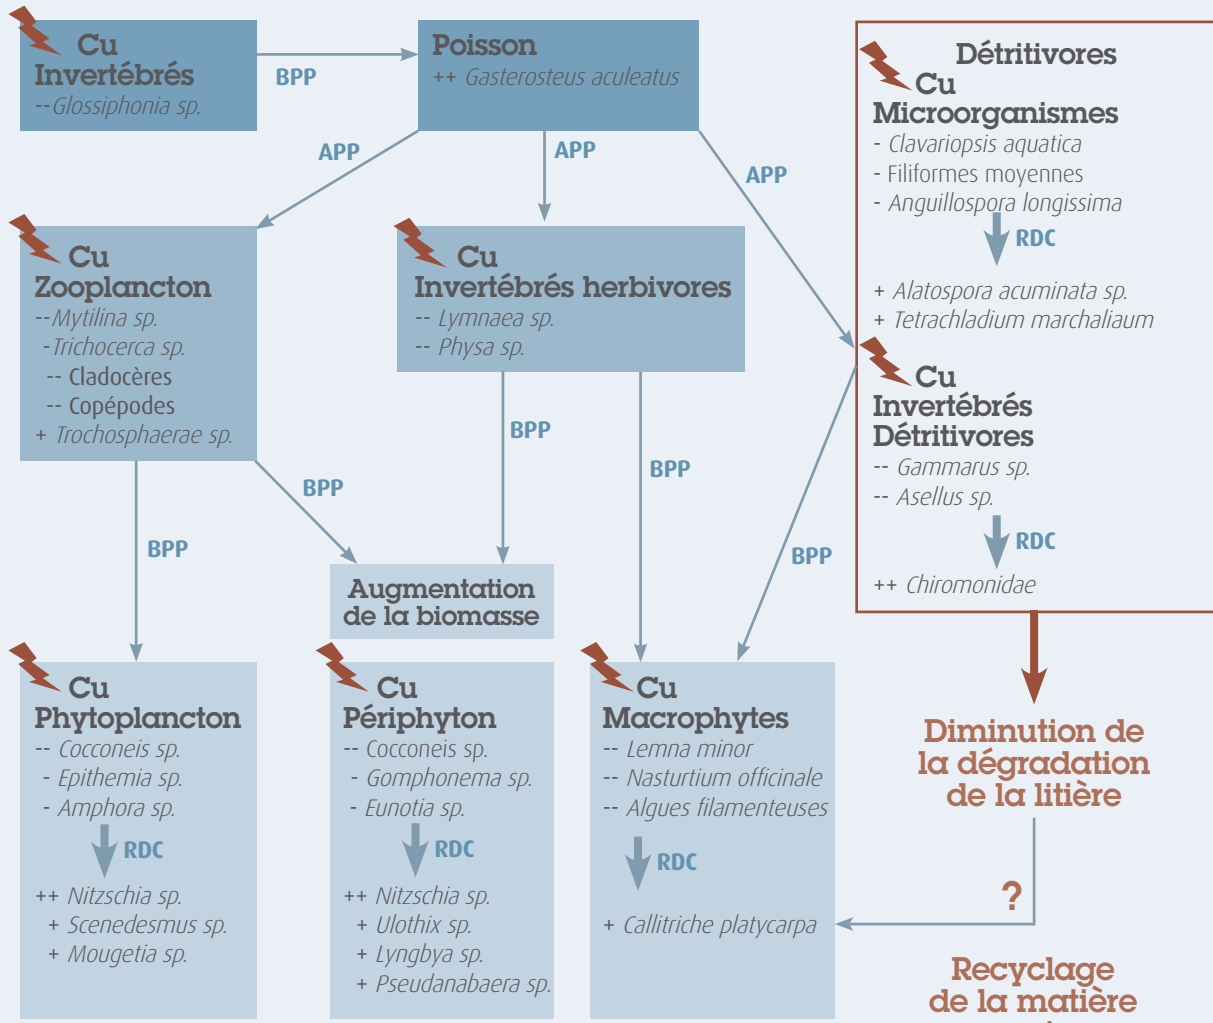 Cu
Invertébrés
--Glossiphonia sp.
BPP
Poisson
++ Gasterosteus aculeatus
APP
APP
APP
Cu
Zooplancton
--Mytilina sp.
-Trichocerca sp.
-- Cladocères
-- Copépodes
+ Trochosphaerae sp.
Cu
Invertébrés herbivores
-- Lymnaea sp.
-- Physa sp.
Détritivores
Cu
Microorganismes
- Clavariopsis aquatica
- Filiformes moyennes
- Anguillospora longissima
RDC
+ Alatospora acuminata sp.
+ Tetrachladium marchaliaum
Cu
Invertébrés
Détritivores
-- Gammarus sp.
-- Asellus sp.
RDC
++ Chiromonidae
BPP
BPP
BPP
BPP
BPP
Augmentation
de la biomasse
Cu
Phytoplancton
-- Cocconeis sp.
- Epithemia sp.
- Amphora sp.
RDC
++ Nitzschia sp.
+ Scenedesmus sp.
+ Mougetia sp.
Cu
Périphyton
-- Cocconeis sp.
- Gomphonema sp.
- Eunotia sp.
RDC
++ Nitzschia sp.
+ Ulothix sp.
+ Lyngbya sp.
+ Pseudanabaera sp.
Cu
Macrophytes
-- Lemna minor
-- Nasturtium officinale
-- Algues filamenteuses
RDC
+ Callitriche platycarpa
Diminution de
la dégradation
de la litière
?
Recyclage
de la matière